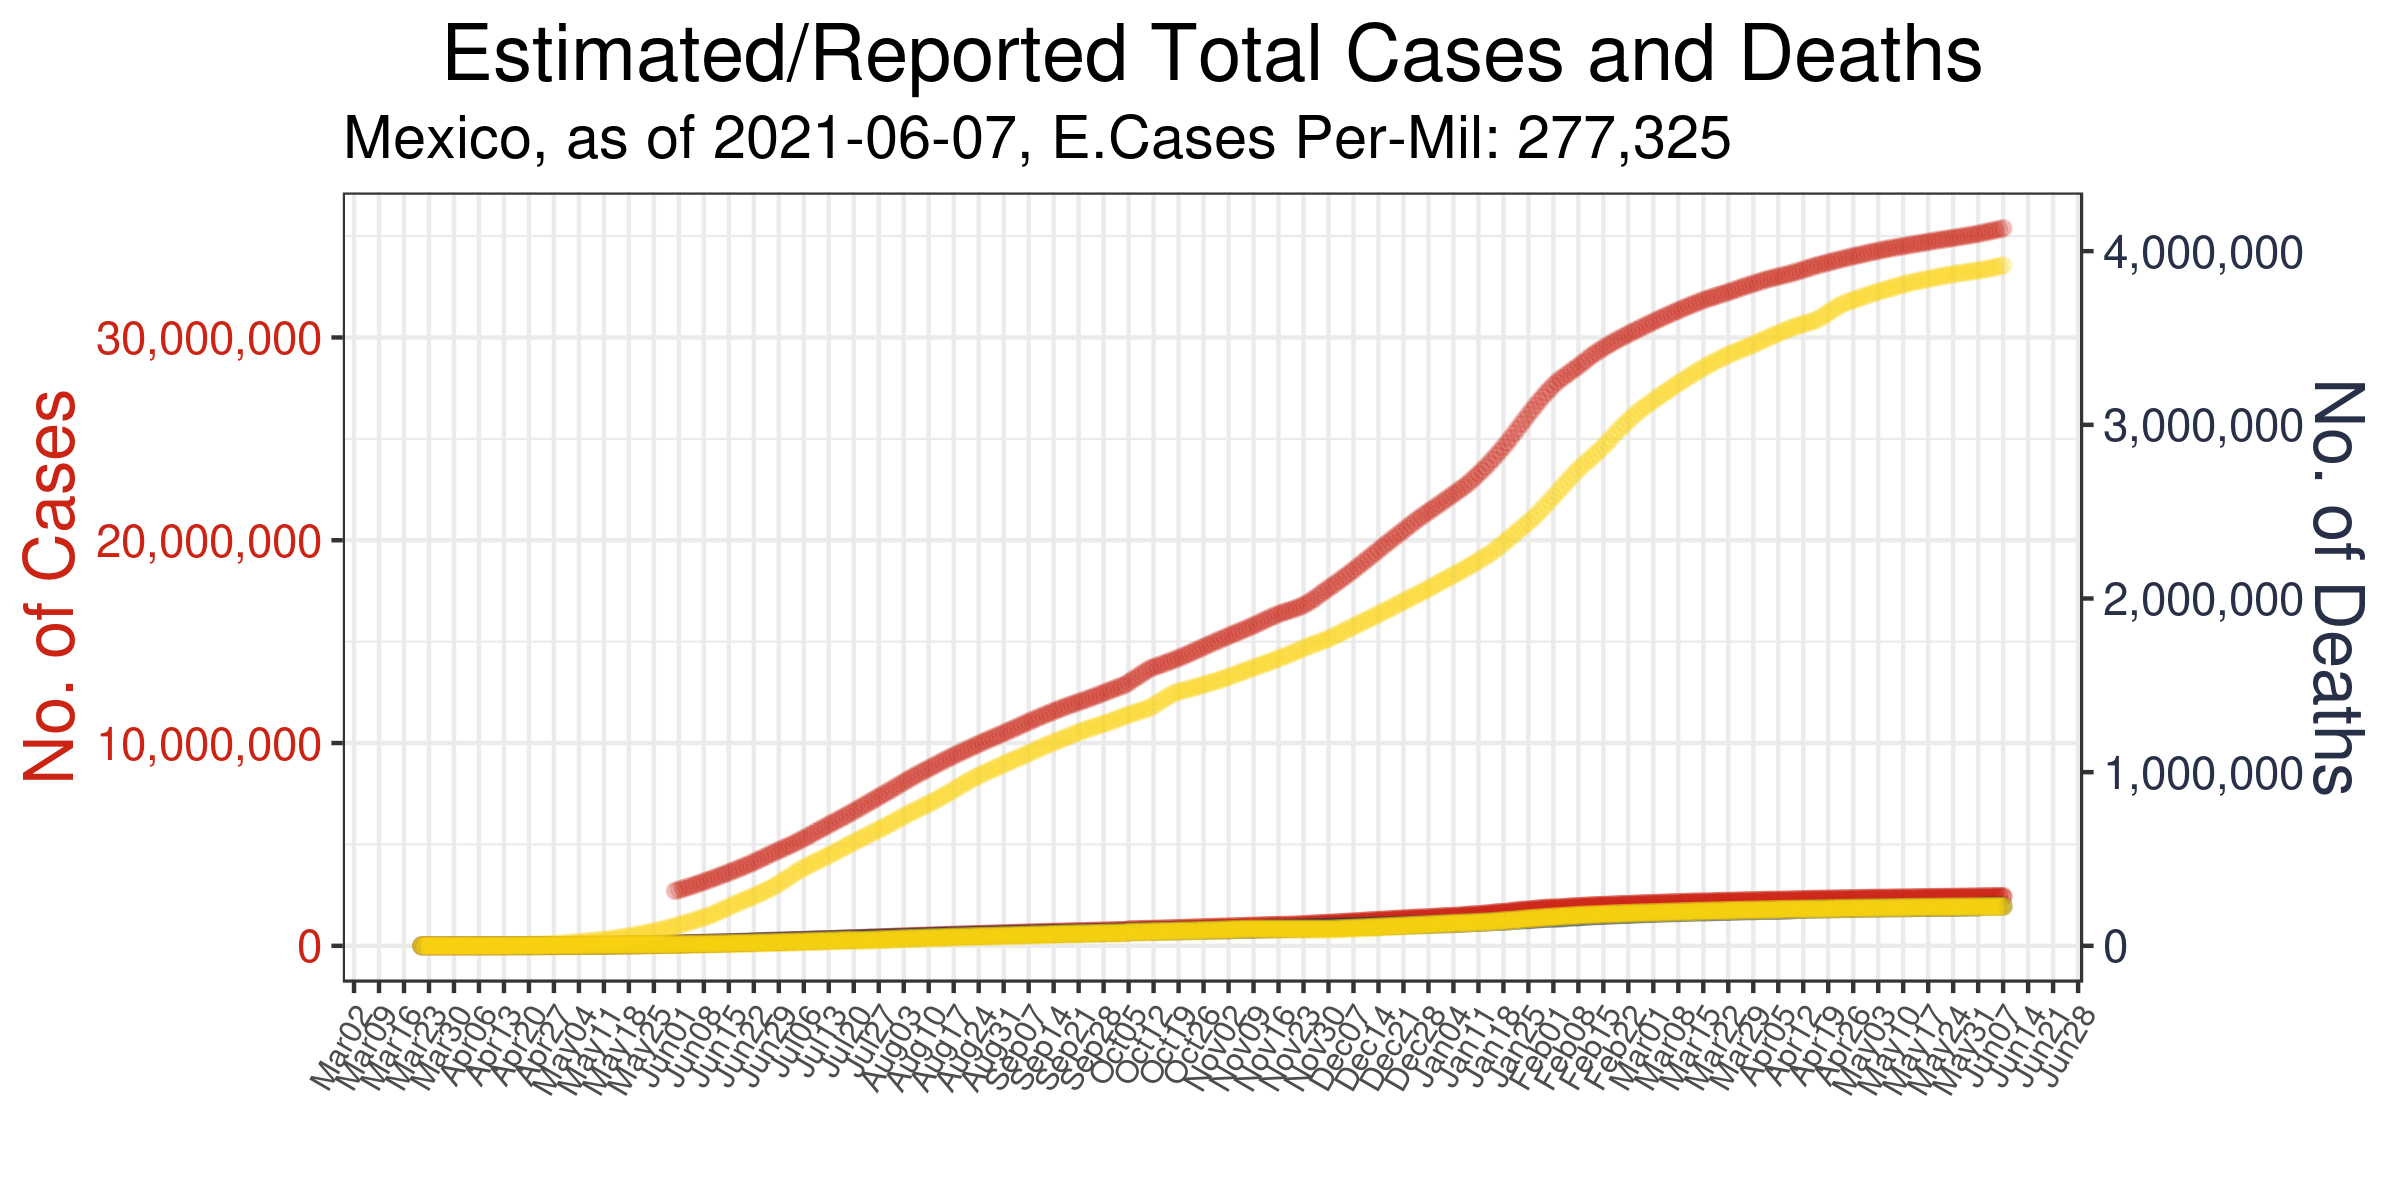 Estimated/Reported Total Cases and Deaths
Mexico, as of 2021-06-07, E.Cases Per-Mil: 277,325
No. of Cases
30,000,000
20,000,000
10,000,000
0
4,000,000
3,000,000
2,000,000
1,000,000
0
No. of Deaths
Mar02 Mar09 Mar16 Mar23 Mar30 Apr06 Apr13 Apr20 Apr27 May04 May11 May18 May25 Jun01 Jun08 Jun15 Jun22 Jun29 Jul06 Jul13 Jul20 Jul27 Aug03 Aug10 Aug17 Aug24 Aug31 Sep07 Sep14 Sep21 Sep28 Oct05 Oct12 Oct19 Oct26 Nov02 Nov09 Nov16 Nov23 Nov30 Dec07 Dec14 Dec21 Dec28 Dec04 Jan11 Jan18 Jan25 Feb01 Feb08 Feb15 Feb22 Mar01 Mar08 Mar15 Mar22 Mar29 Apr05 Apr12 Apr19 Apr26 May03 May10 May17 May24 May31 Jun07 Jun14 Jun21 Jun28